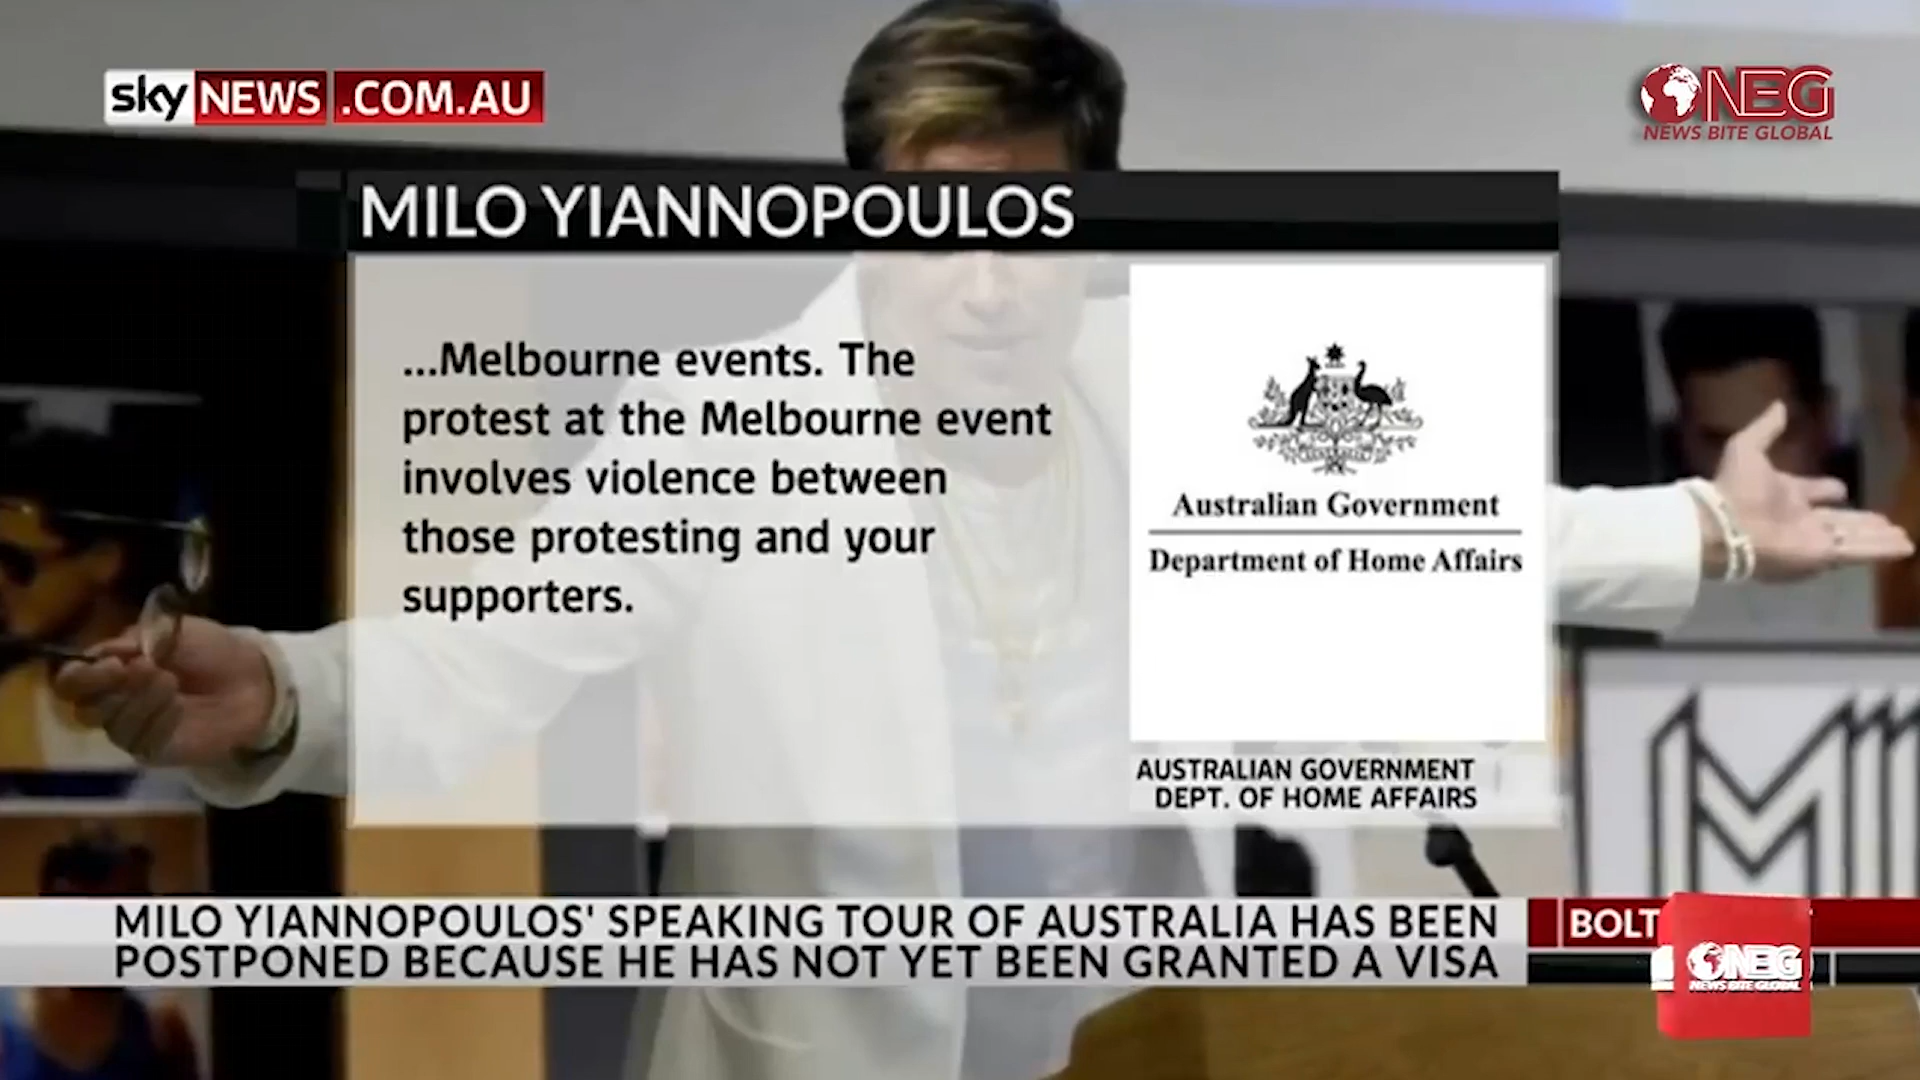 sky NEWS .COM.AU
NBG
NEWS BITE GLOBAL
MILO YIANNOPOULOS
...Melbourne events. The
protest at the Melbourne event
involves violence between
those protesting and your
supporters.
Australian Government
Department of Home Affairs
AUSTRALIAN GOVERNMENT
DEPT. OF HOME AFFAIRS
MILO YIANNOPOULOS' SPEAKING TOUR OF AUSTRALIA HAS BEEN
POSTPONED BECAUSE HE HAS NOT YET BEEN GRANTED A VISA
BOLT
NBG
NEWS BITE GLOBAL